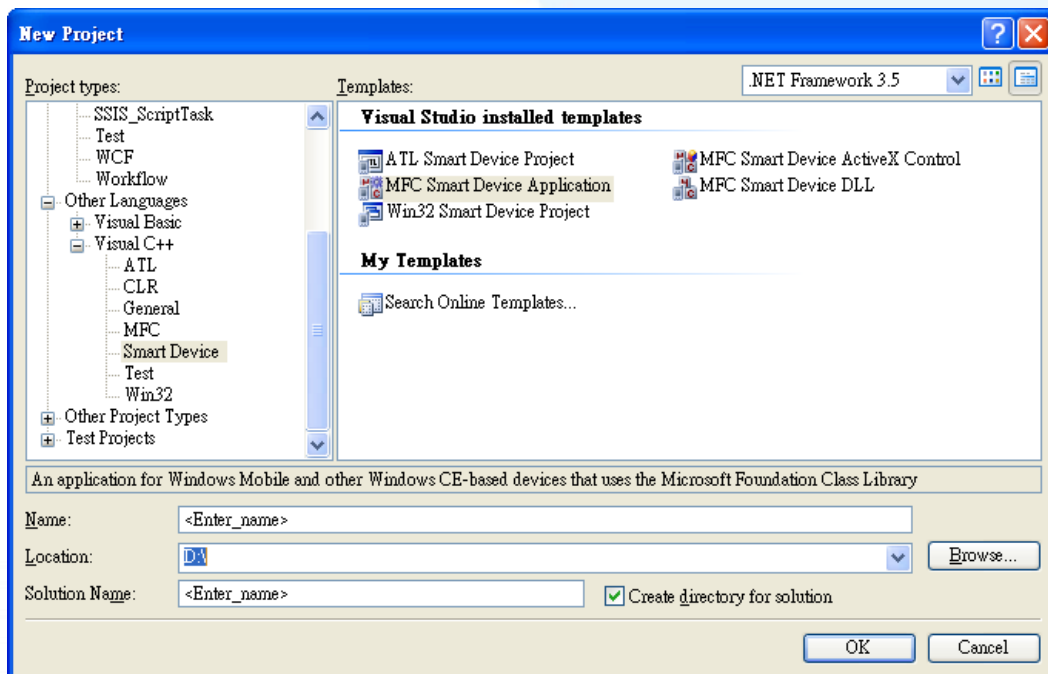 New Project
Project types:
Templates:
.NET Framework 3.5
SSIS_ScriptTask
Test
WCF
Workflow
Other Languages
Visual Basic
Visual C++
ATL
CLR
General
MFC
Smart Device
Test
Win32
Other Project Types
Test Projects
Visual Studio installed templates
ATL Smart Device Project
MFC Smart Device ActiveX Control
MFC Smart Device Application
MFC Smart Device DLL
Win32 Smart Device Project
My Templates
Search Online Templates...
An application for Windows Mobile and other Windows CE-based devices that uses the Microsoft Foundation Class Library
Name:
<Enter_name>
Location:
D:\
Browse...
Solution Name:
<Enter_name>
Create directory for solution
OK
Cancel